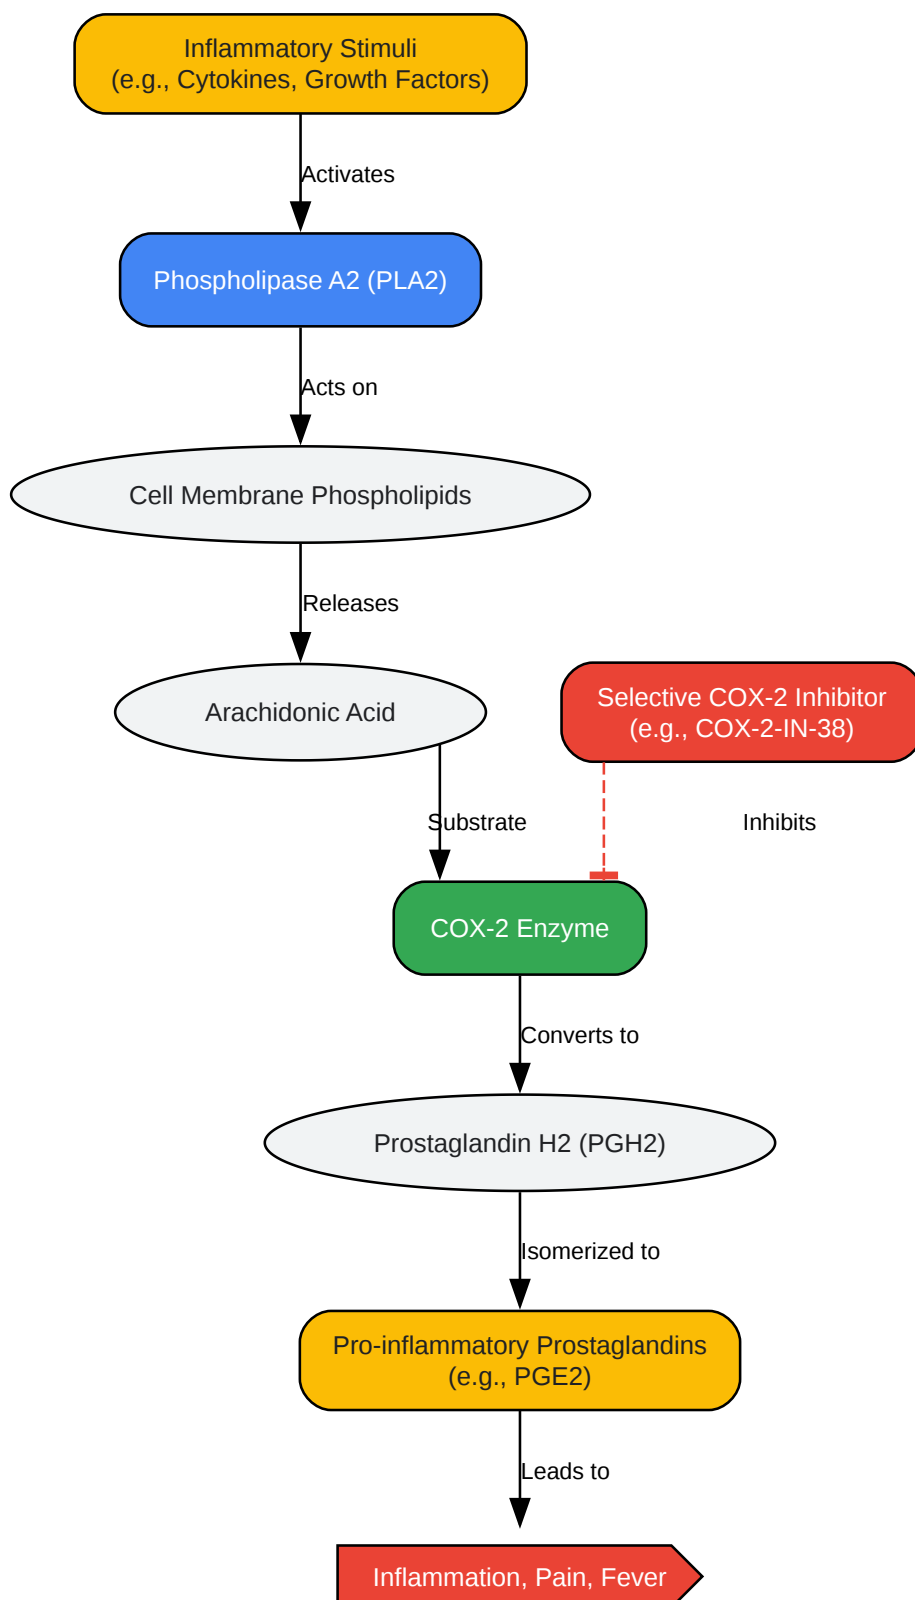 Inflammatory Stimuli
(e.g., Cytokines, Growth Factors)
Activates
Phospholipase A2 (PLA2)
Acts on
Cell Membrane Phospholipids
Releases
Arachidonic Acid
Selective COX-2 Inhibitor
(e.g., COX-2-IN-38)
Substrate
Inhibits
COX-2 Enzyme
Converts to
Prostaglandin H2 (PGH2)
Isomerized to
Pro-inflammatory Prostaglandins
(e.g., PGE2)
Leads to
Inflammation, Pain, Fever